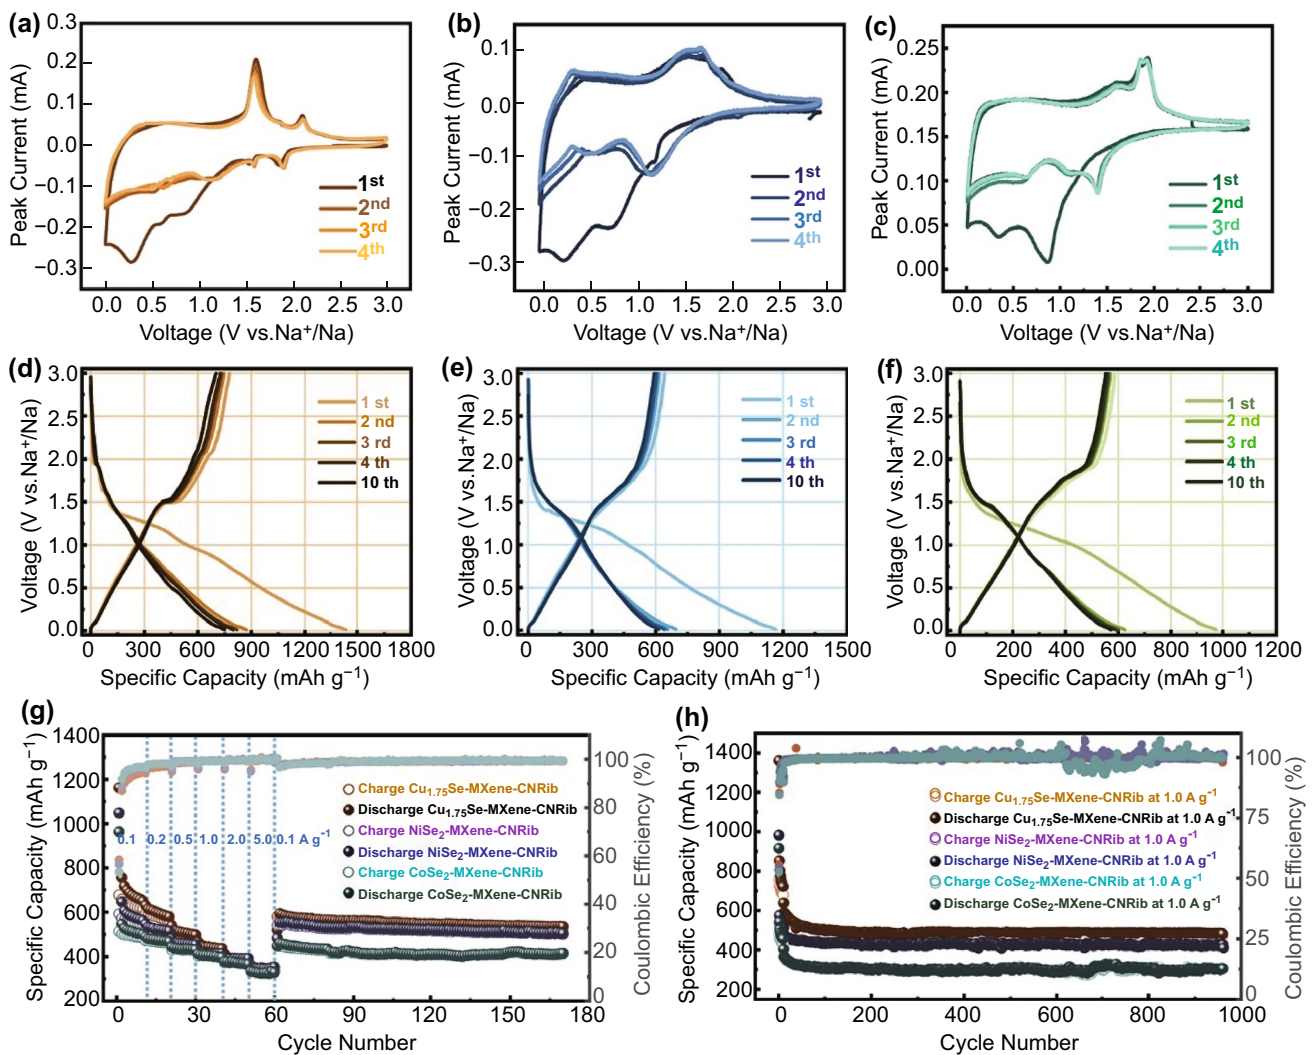 (a)
0.3
0.2
0.1
0.0
−0.1
−0.2
−0.3
Peak Current (mA)
1st
2nd
3rd
4th
0.0 0.5 1.0 1.5 2.0 2.5 3.0
Voltage (V vs.Na⁺/Na)
(b)
0.1
0.0
−0.1
−0.2
−0.3
Peak Current (mA)
1st
2nd
3rd
4th
0.0 0.5 1.0 1.5 2.0 2.5 3.0
Voltage (V vs.Na⁺/Na)
(c)
0.25
0.20
0.15
0.10
0.05
0.00
Peak Current (mA)
1st
2nd
3rd
4th
0.0 0.5 1.0 1.5 2.0 2.5 3.0
Voltage (V vs.Na⁺/Na)
(d)
3.0
2.5
2.0
1.5
1.0
0.5
0.0
Voltage (V vs.Na⁺/Na)
1 st
2 nd
3 rd
4 th
10 th
0 300 600 900 1200 1500 1800
Specific Capacity (mAh g⁻¹)
(e)
3.0
2.5
2.0
1.5
1.0
0.5
0.0
Voltage (V vs.Na⁺/Na)
1 st
2 nd
3 rd
4 th
10 th
0 300 600 900 1200 1500
Specific Capacity (mAh g⁻¹)
(f)
3.0
2.5
2.0
1.5
1.0
0.5
0.0
Voltage (V vs.Na⁺/Na)
1 st
2 nd
3 rd
4 th
10 th
0 200 400 600 800 1000 1200
Specific Capacity (mAh g⁻¹)
(g)
1400
1200
1000
800
600
400
200
Specific Capacity (mAh g⁻¹)
Charge Cu₁.₇₅Se-MXene-CNRib
Discharge Cu₁.₇₅Se-MXene-CNRib
Charge NiSe₂-MXene-CNRib
Discharge NiSe₂-MXene-CNRib
Charge CoSe₂-MXene-CNRib
Discharge CoSe₂-MXene-CNRib
0.1 0.2 0.5 1.0 2.0 5.0 0.1 A g⁻¹
100
80
60
40
20
0
Coulombic Efficiency (%)
0 30 60 90 120 150 180
Cycle Number
(h)
1400
1200
1000
800
600
400
200
Specific Capacity (mAh g⁻¹)
Charge Cu₁.₇₅Se-MXene-CNRib at 1.0 A g⁻¹
Discharge Cu₁.₇₅Se-MXene-CNRib at 1.0 A g⁻¹
Charge NiSe₂-MXene-CNRib at 1.0 A g⁻¹
Discharge NiSe₂-MXene-CNRib at 1.0 A g⁻¹
Charge CoSe₂-MXene-CNRib at 1.0 A g⁻¹
Discharge CoSe₂-MXene-CNRib at 1.0 A g⁻¹
100
75
50
25
0
Coulombic Efficiency (%)
0 200 400 600 800 1000
Cycle Number